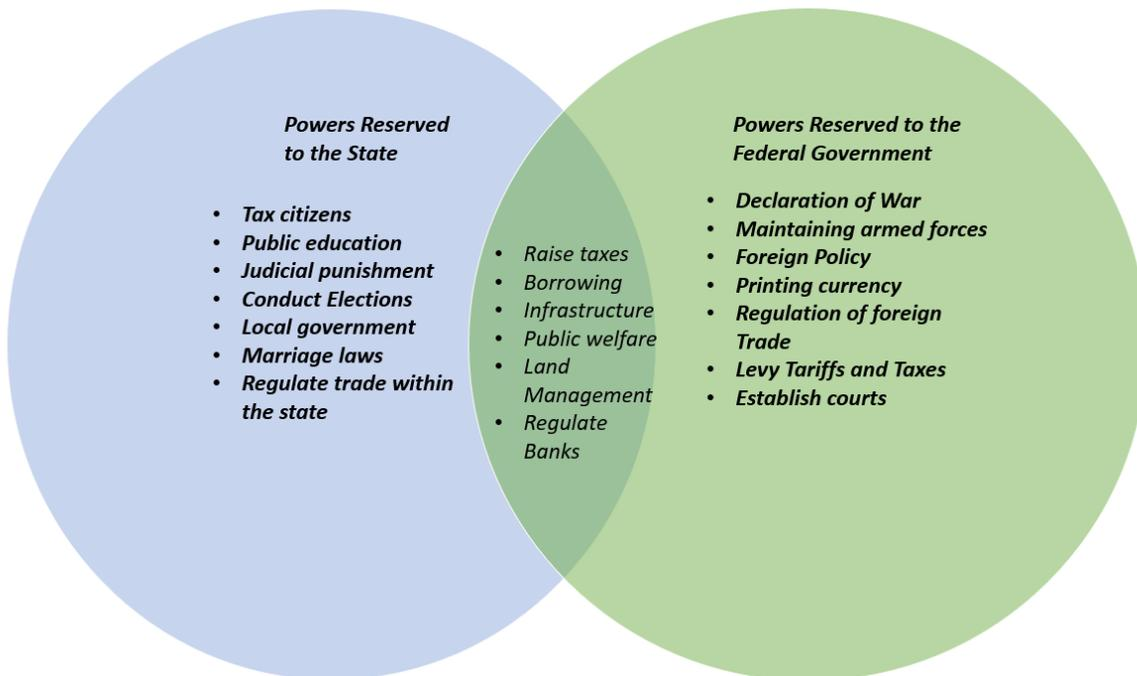 Powers Reserved
to the State
• Tax citizens
• Public education
• Judicial punishment
• Conduct Elections
• Local government
• Marriage laws
• Regulate trade within
the state
• Raise taxes
• Borrowing
• Infrastructure
• Public welfare
• Land
Management
• Regulate
Banks
Powers Reserved to the
Federal Government
• Declaration of War
• Maintaining armed forces
• Foreign Policy
• Printing currency
• Regulation of foreign
Trade
• Levy Tariffs and Taxes
• Establish courts